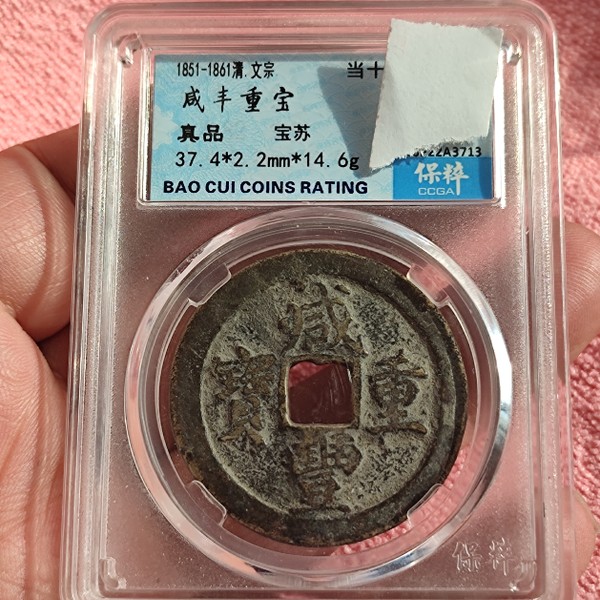 1851-1861清.文宗 当十
咸丰重宝
真品 宝苏
37.4*2.2mm*14.6g
22A3713
BAO CUI COINS RATING
保粹
CCGA
咸
豐
重
寶
保粹